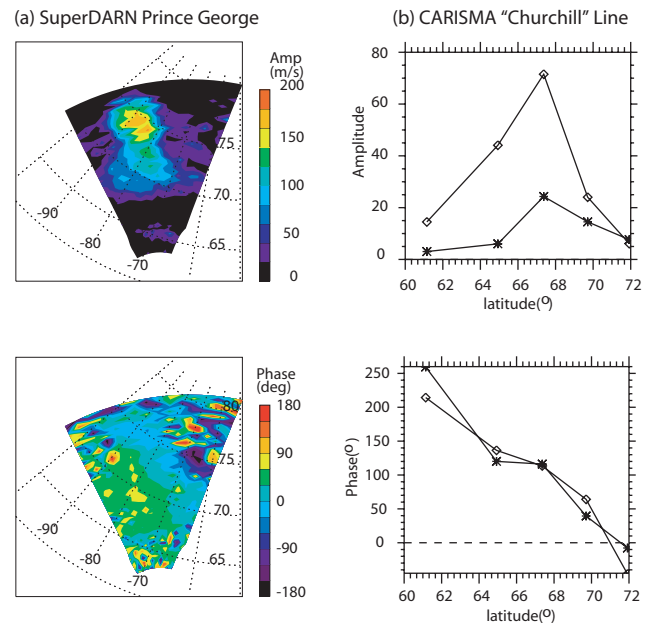 (a) SuperDARN Prince George
(b) CARISMA “Churchill” Line
Amp
(m/s)
200
150
100
50
0
75
70
65
-90
-80
-70
Amplitude
80
60
40
20
0
60 62 64 66 68 70 72
latitude(o)
Phase
(deg)
180
90
0
-90
-180
80
75
70
65
-90
-80
-70
Phase(o)
250
200
150
100
50
0
60 62 64 66 68 70 72
latitude(o)